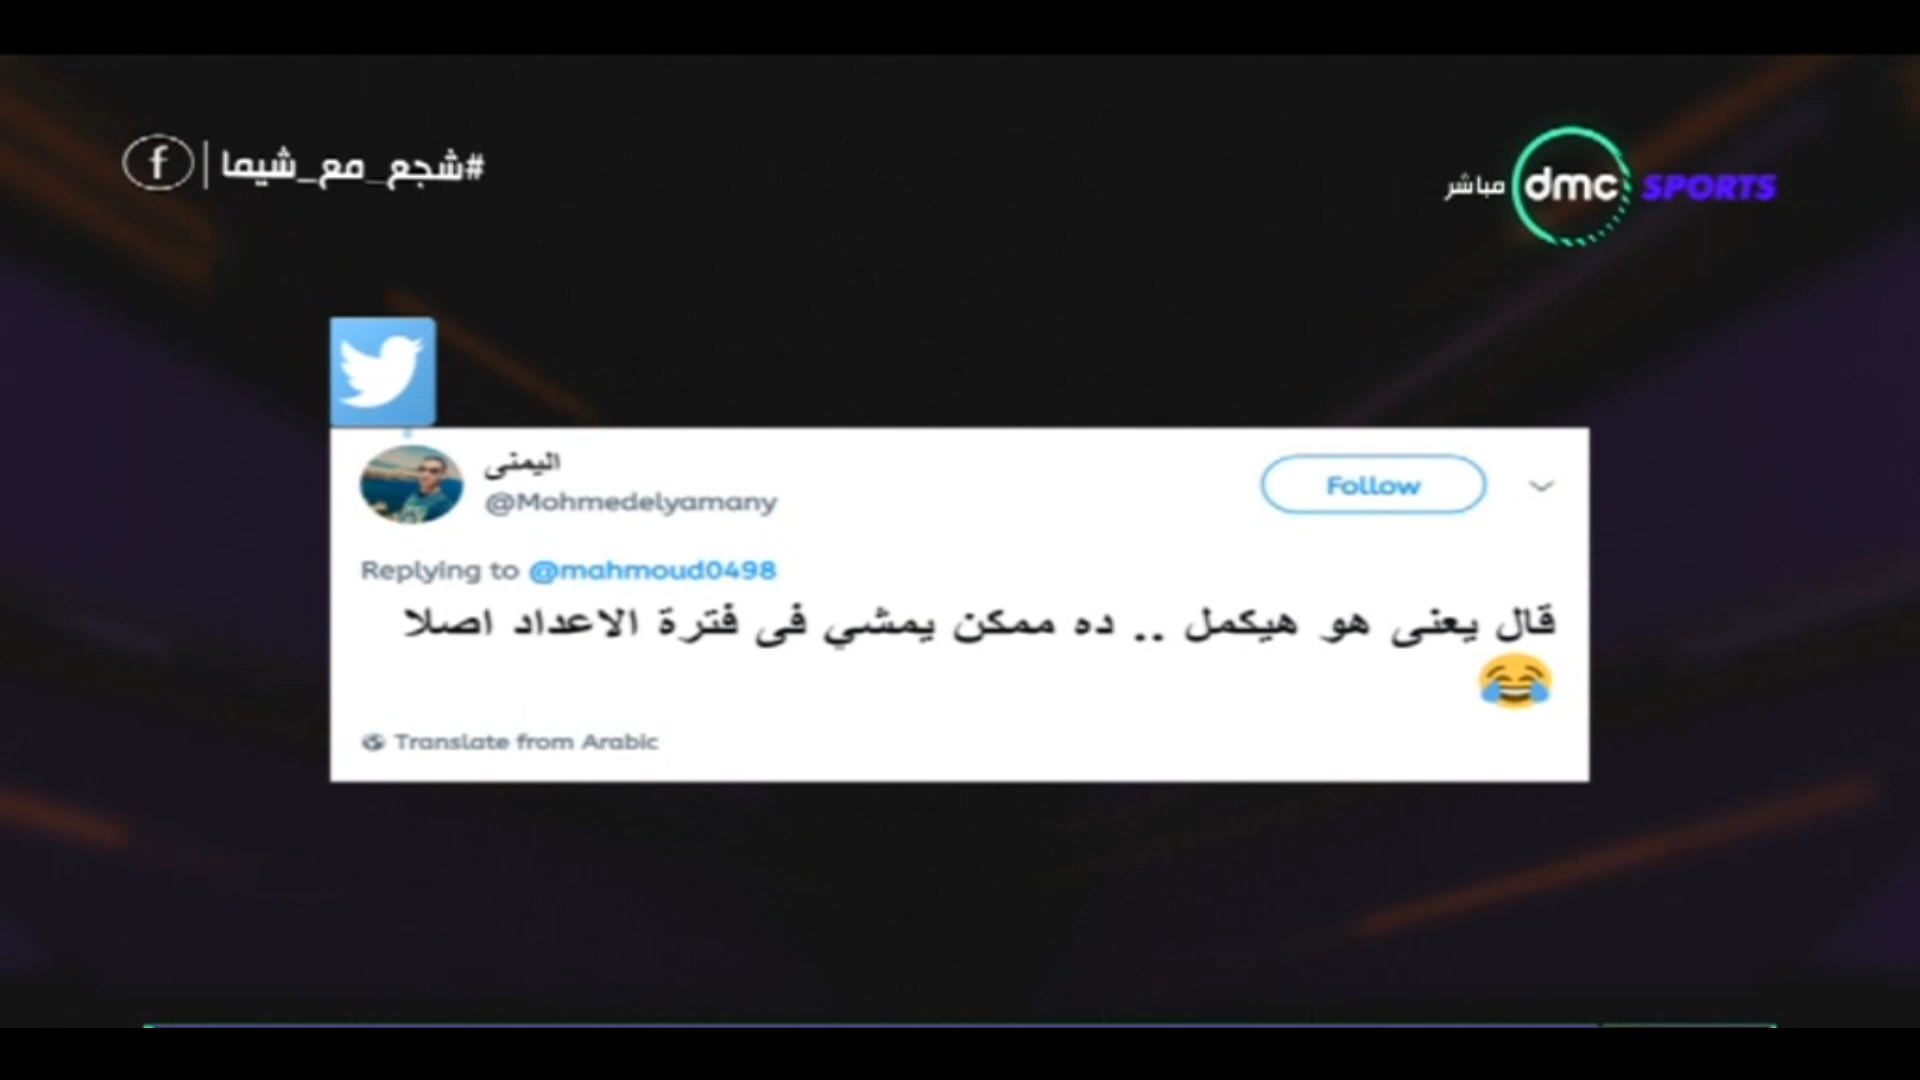 #شجع_مع_شيما
f
مباشر dmc SPORTS
اليمنى
@Mohmedelyamany
Follow
Replying to @mahmoud0498
قال يعنى هو هيكمل .. ده ممكن يمشي فى فترة الاعداد اصلا
😂
Translate from Arabic